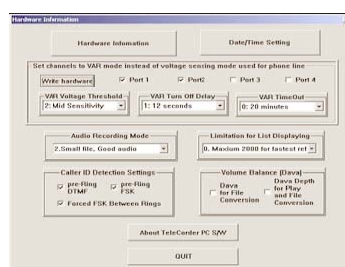 Hardware Information
Hardware Infomation
Date/Time Setting
Set channels to VAR mode instead of voltage sensing mode used for phone line
Write hardware
Port 1
Port2
Port 3
Port 4
VAR Voltage Threshold
VAR Turn Off Delay
VAR TimeOut
2: Mid Sensitivity
1: 12 seconds
0: 20 minutes
Audio Recording Mode
Limitation for List Displaying
2.Small file, Good audio
0. Maxium 2000 for fastest ref
Caller ID Detection Settings
Volume Balance (Dava)
pre-Ring DTMF
pre-Ring FSK
Forced FSK Between Rings
Dava for File Conversion
Dava Depth for Play and File Conversion
About TeleCorder PC S/W
QUIT